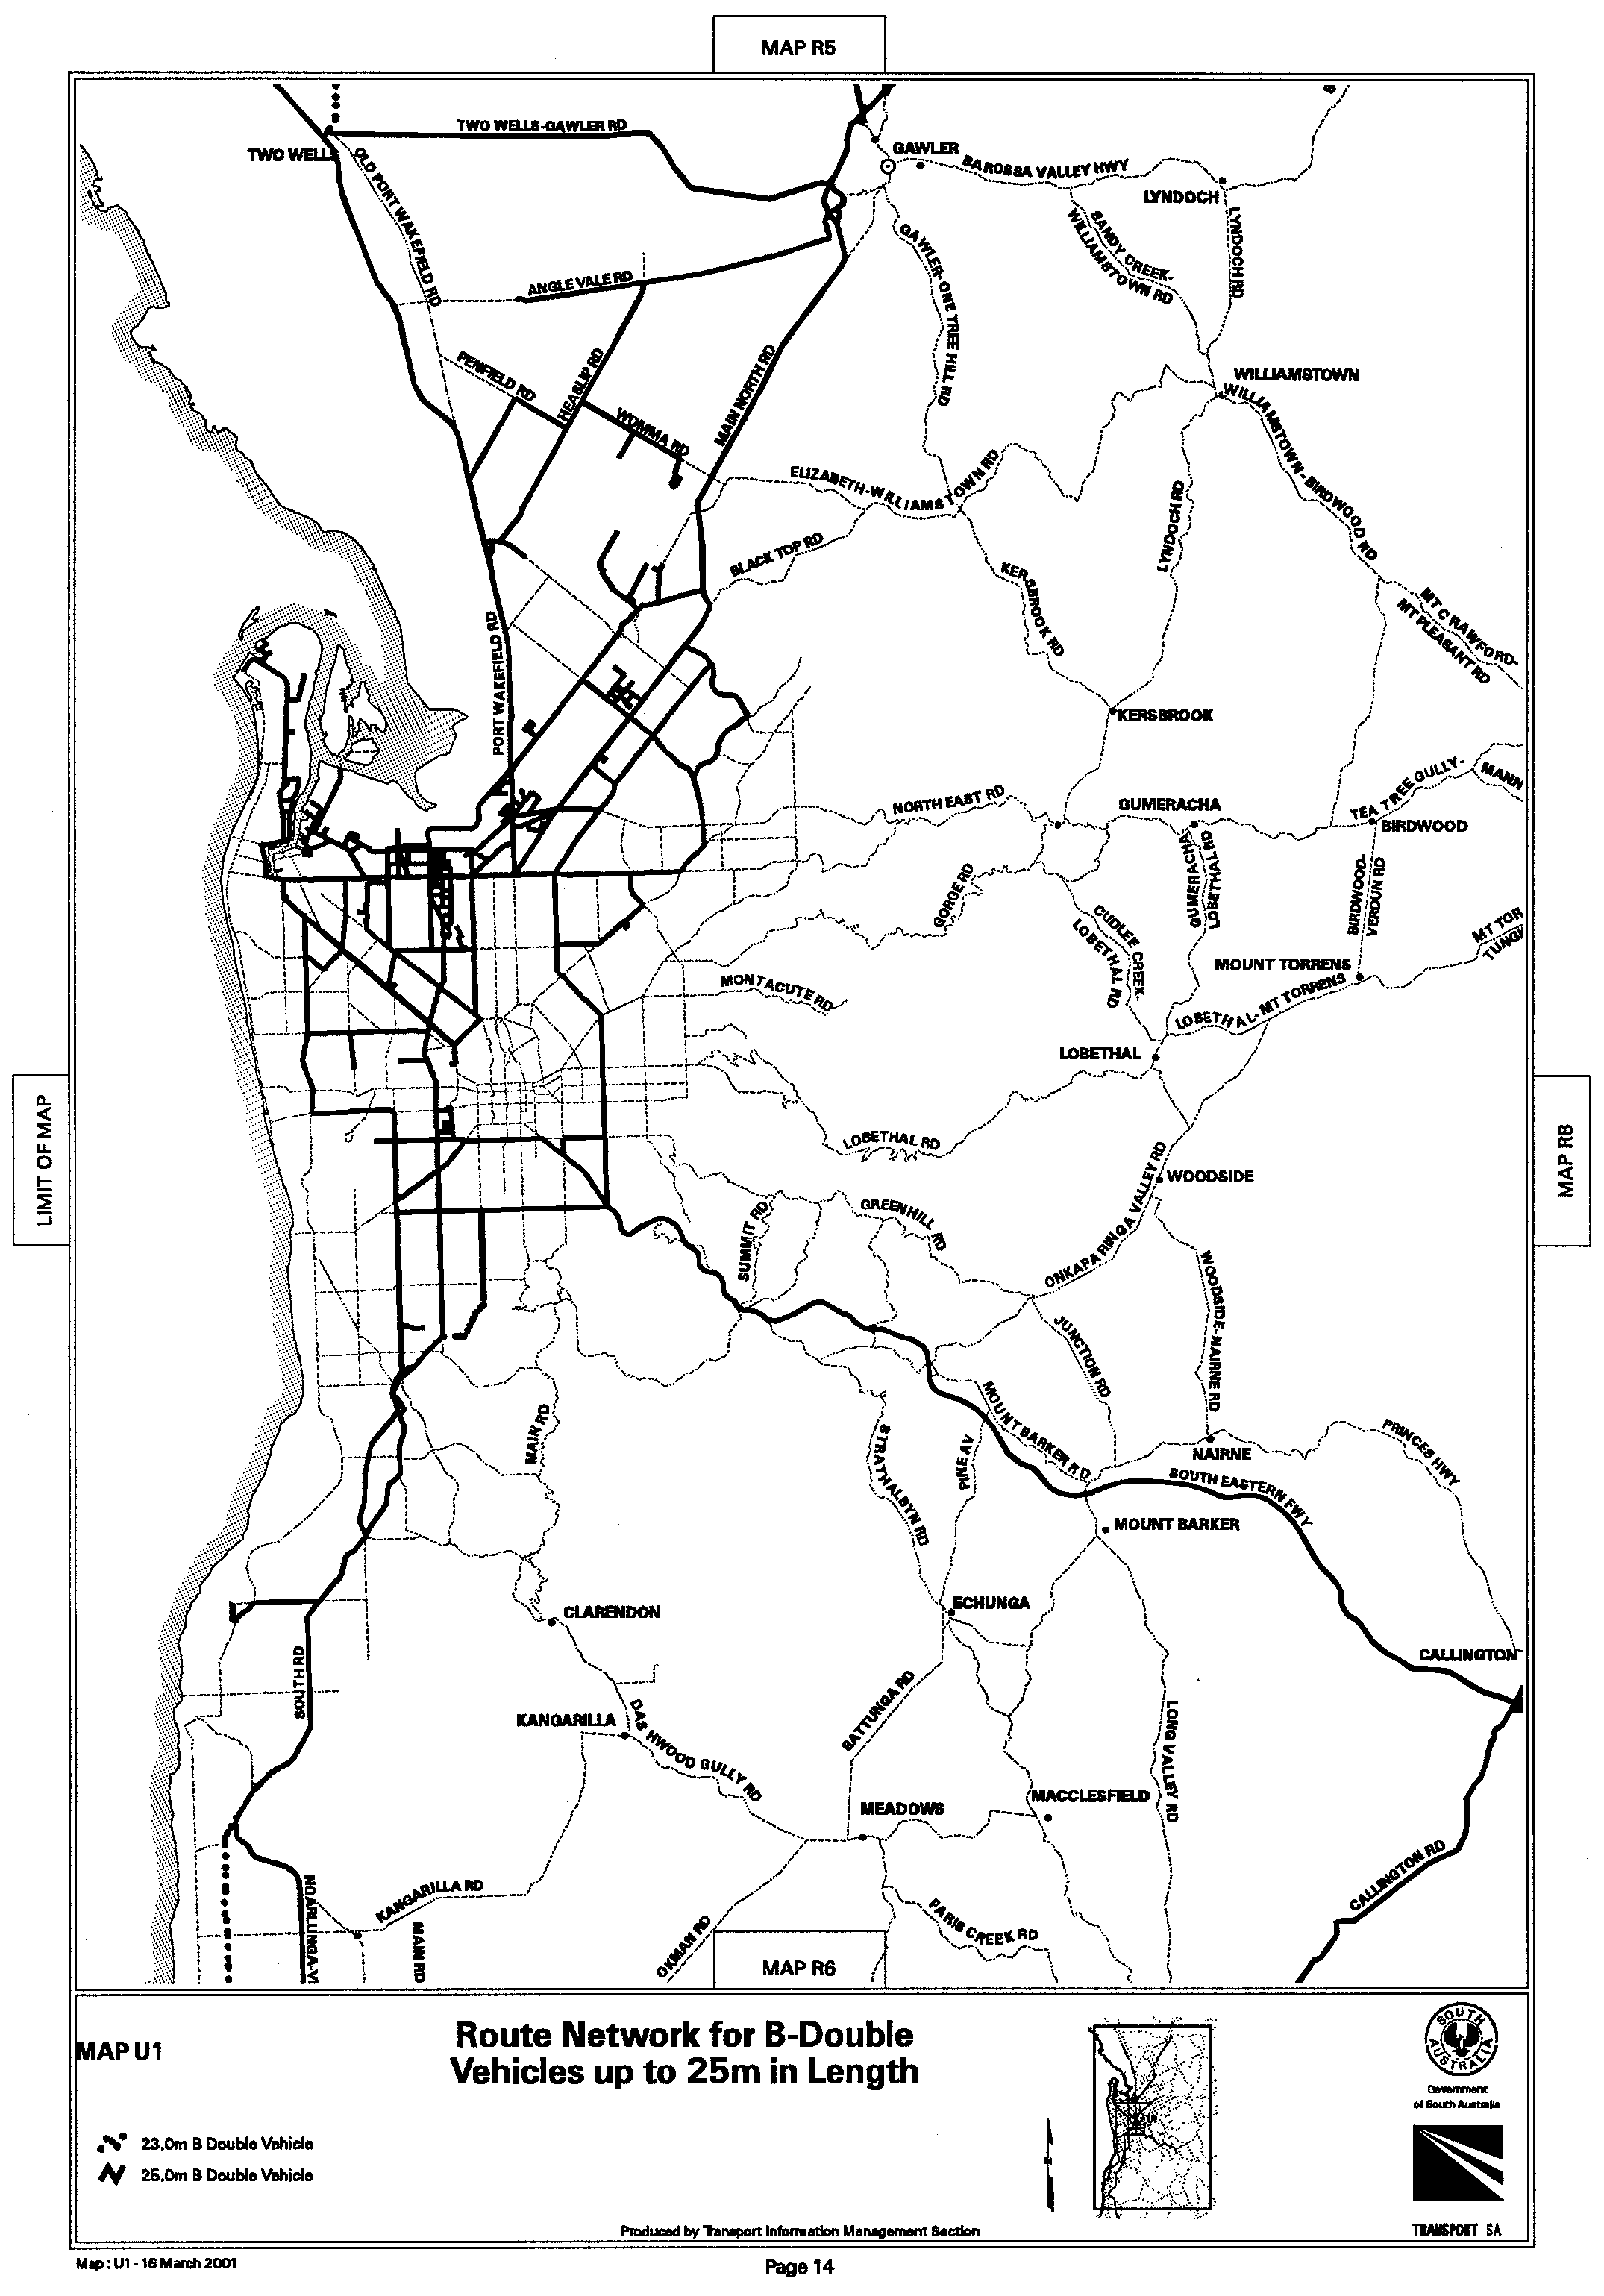 MAP R5
TWO WELLS-GAWLER RD
TWO WELLS
OLD PORT WAKEFIELD RD
GAWLER
BAROSSA VALLEY HWY
LYNDOCH
LYNDOCH RD
SANDY CREEK-
WILLIAMSTOWN RD
GAWLER-ONE TREE HILL RD
ANGLE VALE RD
PENFIELD RD
HEASLIP RD
WOMMA RD
MAIN NORTH RD
WILLIAMSTOWN
WILLIAMSTOWN-BIRDWOOD RD
ELIZABETH-WILLIAMSTOWN RD
LYNDOCH RD
BLACK TOP RD
KERSBROOK RD
MT CRAWFORD-
MT PLEASANT RD
PORT WAKEFIELD RD
KERSBROOK
NORTH EAST RD
GUMERACHA
TEA TREE GULLY-
MANN
BIRDWOOD
GUMERACHA
LOBETHAL RD
BIRDWOOD-
VERDUN RD
GORGE RD
CUDLEE CREEK-
LOBETHAL RD
MT TOR
TUNG
MOUNT TORRENS
MONTACUTE RD
LOBETHAL-MT TORRENS
LOBETHAL
LIMIT OF MAP
MAP R8
LOBETHAL RD
WOODSIDE
ONKAPARINGA VALLEY RD
SUMMIT RD
GREENHILL RD
WOODSIDE-NAIRNE RD
JUNCTION RD
MAIN RD
STRATHALBYN RD
PINE AV
MOUNT BARKER RD
NAIRNE
PRINCES HWY
SOUTH EASTERN FWY
MOUNT BARKER
CLARENDON
ECHUNGA
CALLINGTON
SOUTH RD
KANGARILLA
DASHWOOD GULLY RD
BATTUNGA RD
LONG VALLEY RD
MEADOWS
MACCLESFIELD
CALLINGTON RD
NOARLUNGA-VI
KANGARILLA RD
MAIN RD
OKMAN RD
PARIS CREEK RD
MAP R6
MAP U1
Route Network for B-Double
Vehicles up to 25m in Length
23.0m B Double Vehicle
25.0m B Double Vehicle
SOUTH
AUSTRALIA
Government
of South Australia
TRANSPORT SA
Produced by Transport Information Management Section
Map : U1 - 16 March 2001
Page 14